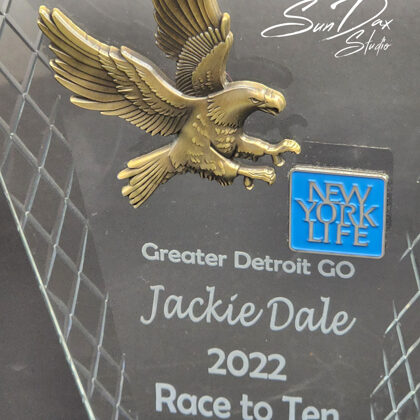 SunDax
Studio
NEW
YORK
LIFE
Greater Detroit GO
Jackie Dale
2022
Race to Ten